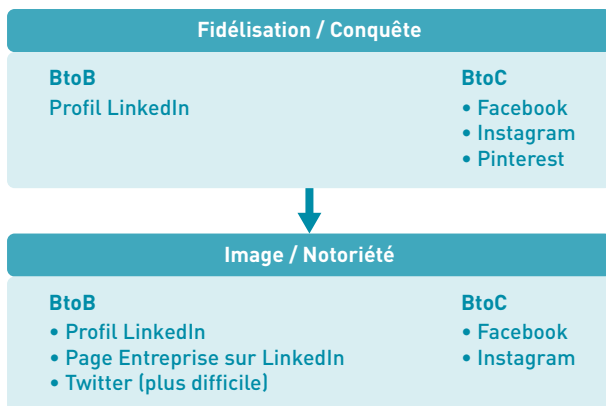 Fidélisation / Conquête
BtoB
Profil LinkedIn
BtoC
• Facebook
• Instagram
• Pinterest
Image / Notoriété
BtoB
• Profil LinkedIn
• Page Entreprise sur LinkedIn
• Twitter (plus difficile)
BtoC
• Facebook
• Instagram